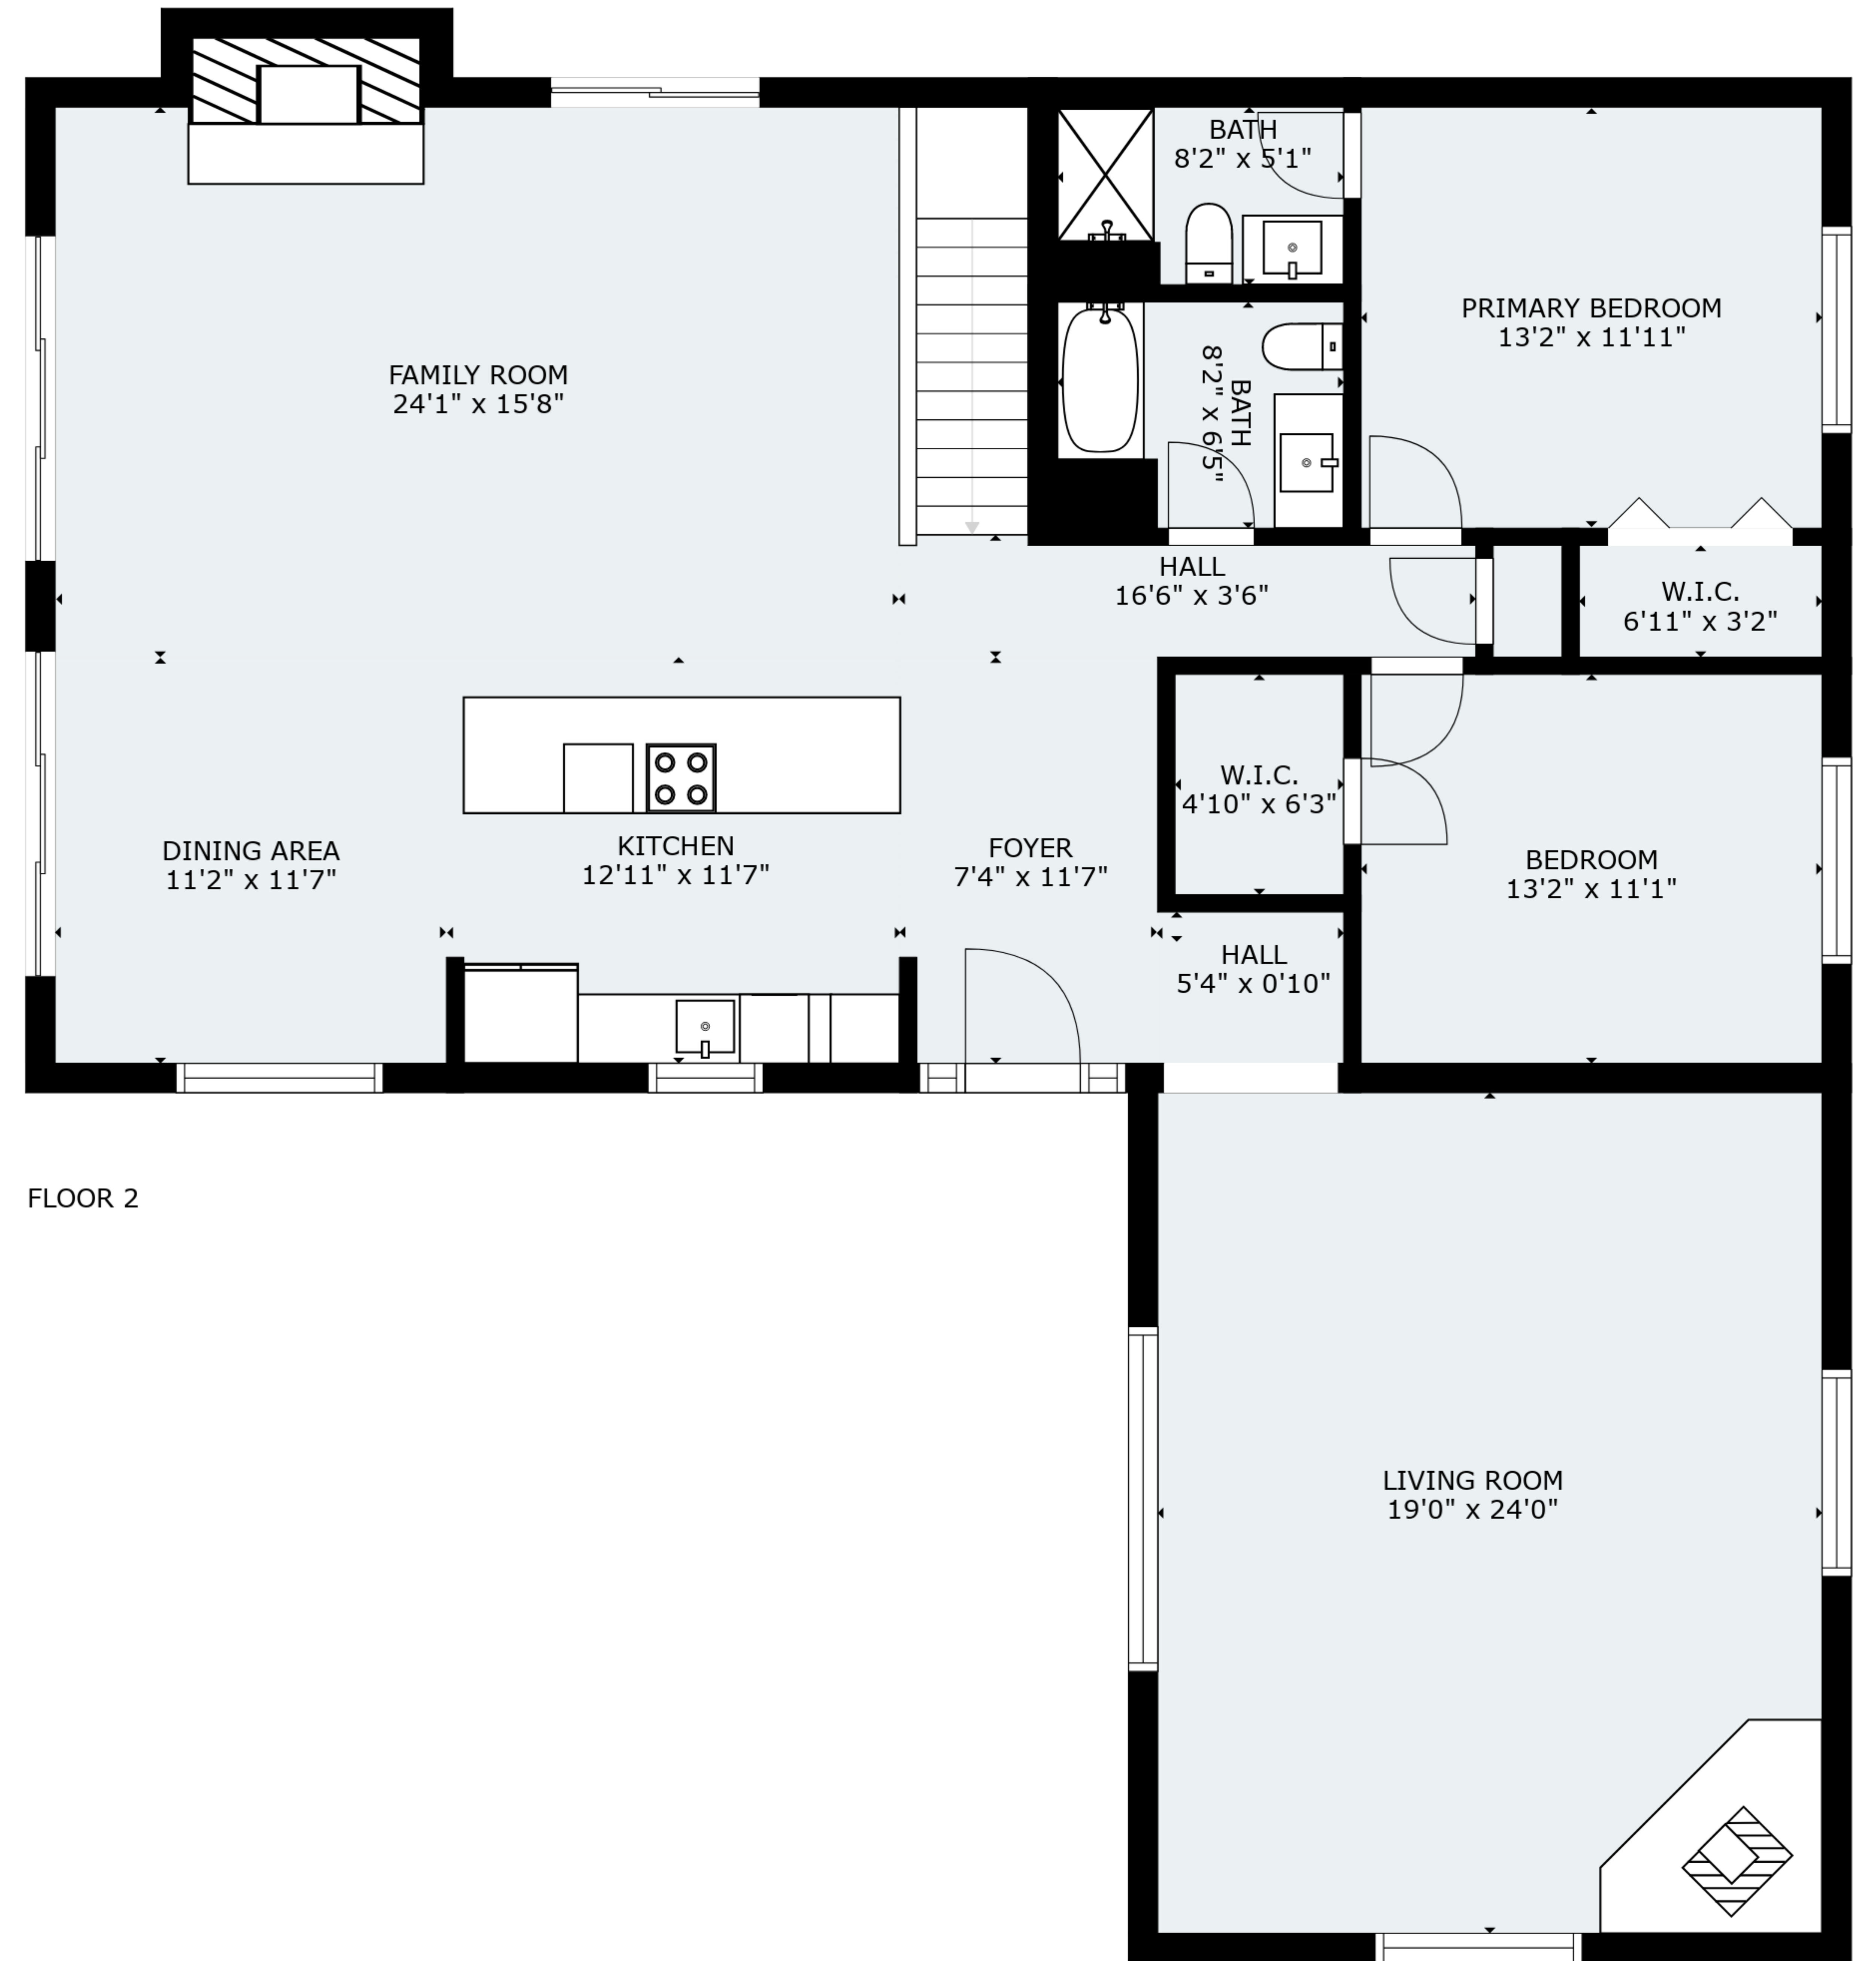 BATH
8'2" x 5'1"
PRIMARY BEDROOM
13'2" x 11'11"
FAMILY ROOM
24'1" x 15'8"
BATH
8'2" x 6'5"
HALL
16'6" x 3'6"
W.I.C.
6'11" x 3'2"
W.I.C.
4'10" x 6'3"
DINING AREA
11'2" x 11'7"
KITCHEN
12'11" x 11'7"
FOYER
7'4" x 11'7"
BEDROOM
13'2" x 11'1"
HALL
5'4" x 0'10"
FLOOR 2
LIVING ROOM
19'0" x 24'0"